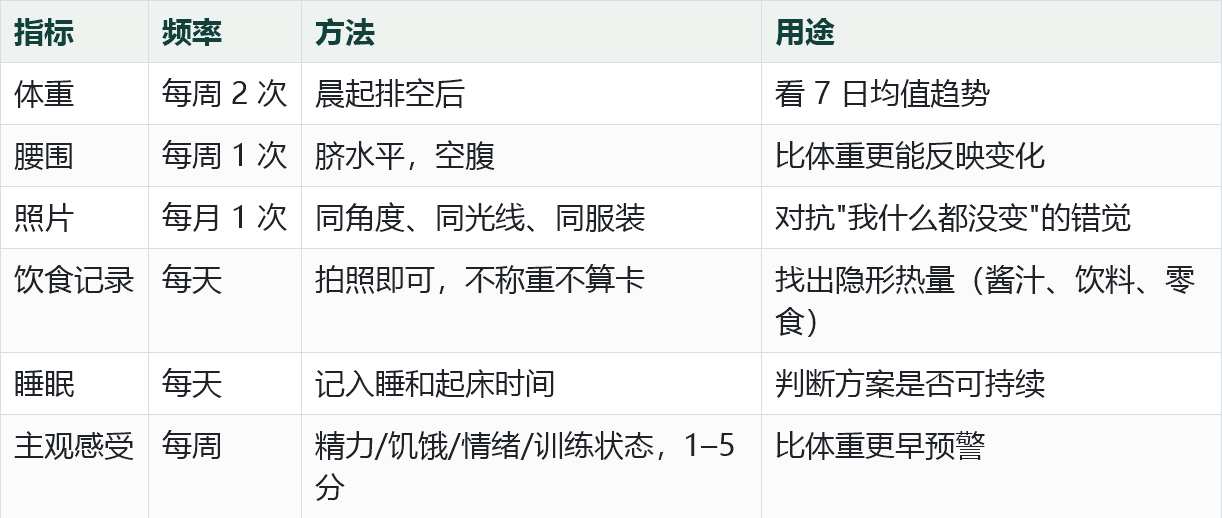 指标 频率 方法 用途
体重 每周 2 次 晨起排空后 看 7 日均值趋势
腰围 每周 1 次 脐水平，空腹 比体重更能反映变化
照片 每月 1 次 同角度、同光线、同服装 对抗"我什么都没变"的错觉
饮食记录 每天 拍照即可，不称重不算卡 找出隐形热量（酱汁、饮料、零
食）
睡眠 每天 记入睡和起床时间 判断方案是否可持续
主观感受 每周 精力/饥饿/情绪/训练状态，1–5 比体重更早预警
分